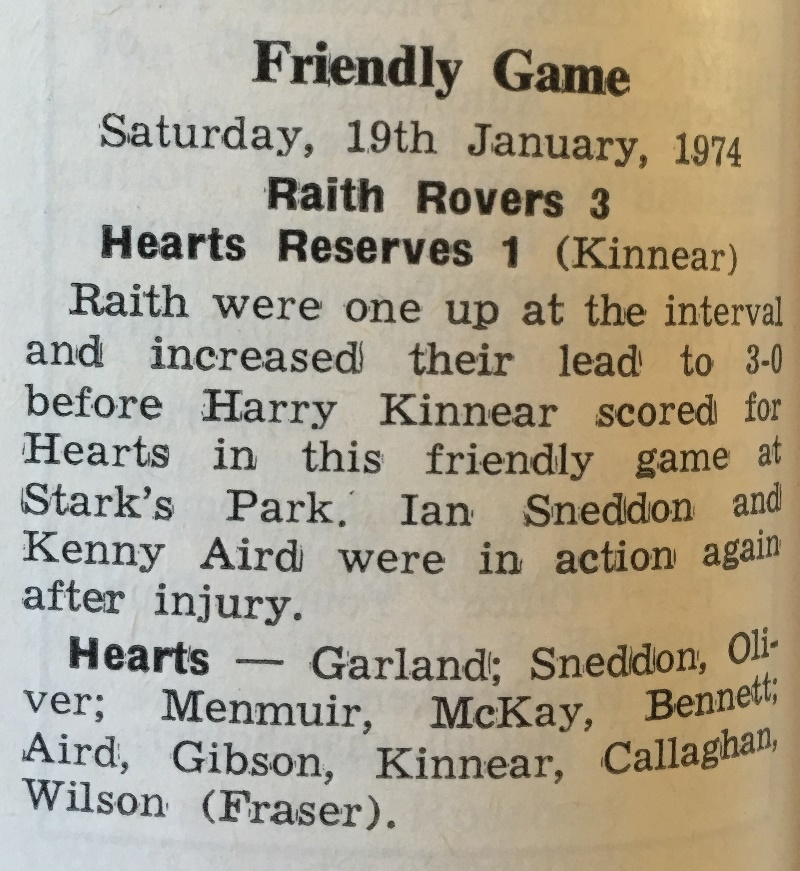 Friendly Game
Saturday, 19th January, 1974
Raith Rovers 3
Hearts Reserves 1 (Kinnear)
Raith were one up at the interval
and increased their lead to 3-0
before Harry Kinnear scored for
Hearts in this friendly game at
Stark's Park. Ian Sneddon and
Kenny Aird were in action again
after injury.
Hearts — Garland; Sneddon, Oli-
ver; Menmuir, McKay, Bennett;
Aird, Gibson, Kinnear, Callaghan,
Wilson (Fraser).